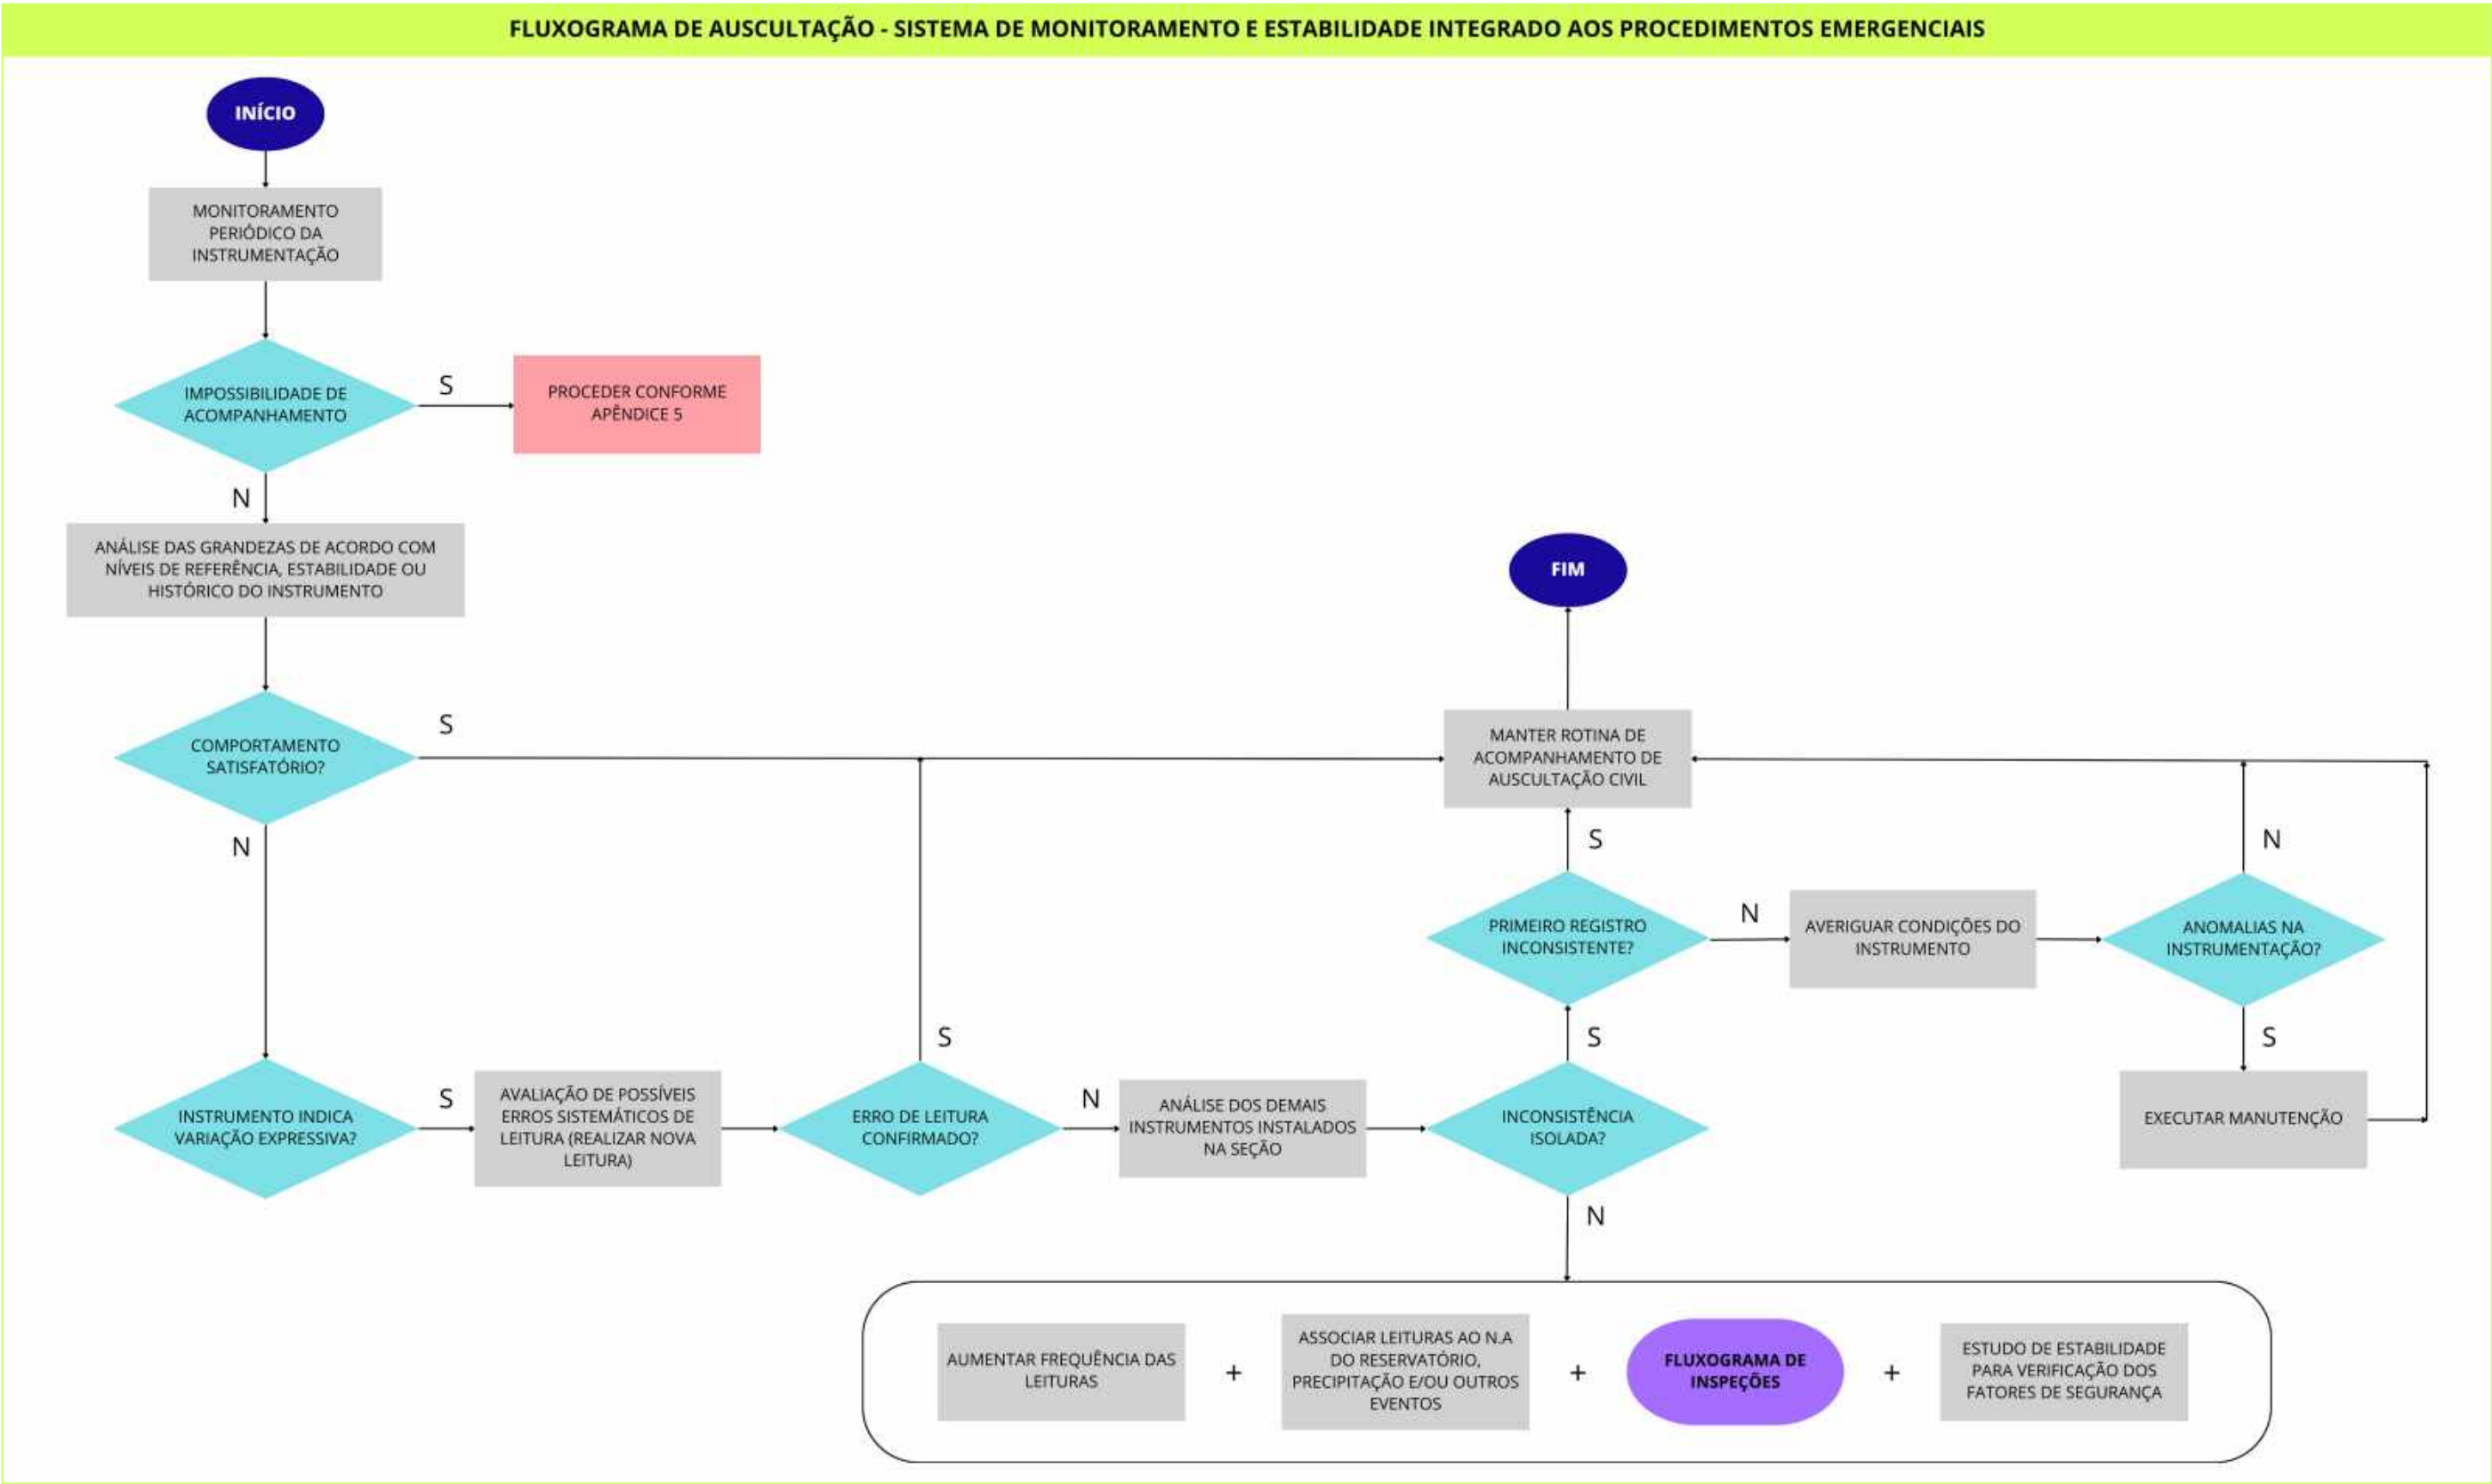 FLUXOGRAMA DE AUSCULTAÇÃO - SISTEMA DE MONITORAMENTO E ESTABILIDADE INTEGRADO AOS PROCEDIMENTOS EMERGENCIAIS
INÍCIO
MONITORAMENTO
PERIÓDICO DA
INSTRUMENTAÇÃO
IMPOSSIBILIDADE DE
ACOMPANHAMENTO
S
PROCEDER CONFORME
APÊNDICE 5
N
ANÁLISE DAS GRANDEZAS DE ACORDO COM
NÍVEIS DE REFERÊNCIA, ESTABILIDADE OU
HISTÓRICO DO INSTRUMENTO
COMPORTAMENTO
SATISFATÓRIO?
S
N
INSTRUMENTO INDICA
VARIAÇÃO EXPRESSIVA?
S
AVALIAÇÃO DE POSSÍVEIS
ERROS SISTEMÁTICOS DE
LEITURA (REALIZAR NOVA
LEITURA)
ERRO DE LEITURA
CONFIRMADO?
S
N
ANÁLISE DOS DEMAIS
INSTRUMENTOS INSTALADOS
NA SEÇÃO
INCONSISTÊNCIA
ISOLADA?
S
N
PRIMEIRO REGISTRO
INCONSISTENTE?
S
N
MANTER ROTINA DE
ACOMPANHAMENTO DE
AUSCULTAÇÃO CIVIL
FIM
AVERIGUAR CONDIÇÕES DO
INSTRUMENTO
ANOMALIAS NA
INSTRUMENTAÇÃO?
N
S
EXECUTAR MANUTENÇÃO
AUMENTAR FREQUÊNCIA DAS
LEITURAS
+
ASSOCIAR LEITURAS AO N.A
DO RESERVATÓRIO,
PRECIPITAÇÃO E/OU OUTROS
EVENTOS
+
FLUXOGRAMA DE
INSPEÇÕES
+
ESTUDO DE ESTABILIDADE
PARA VERIFICAÇÃO DOS
FATORES DE SEGURANÇA